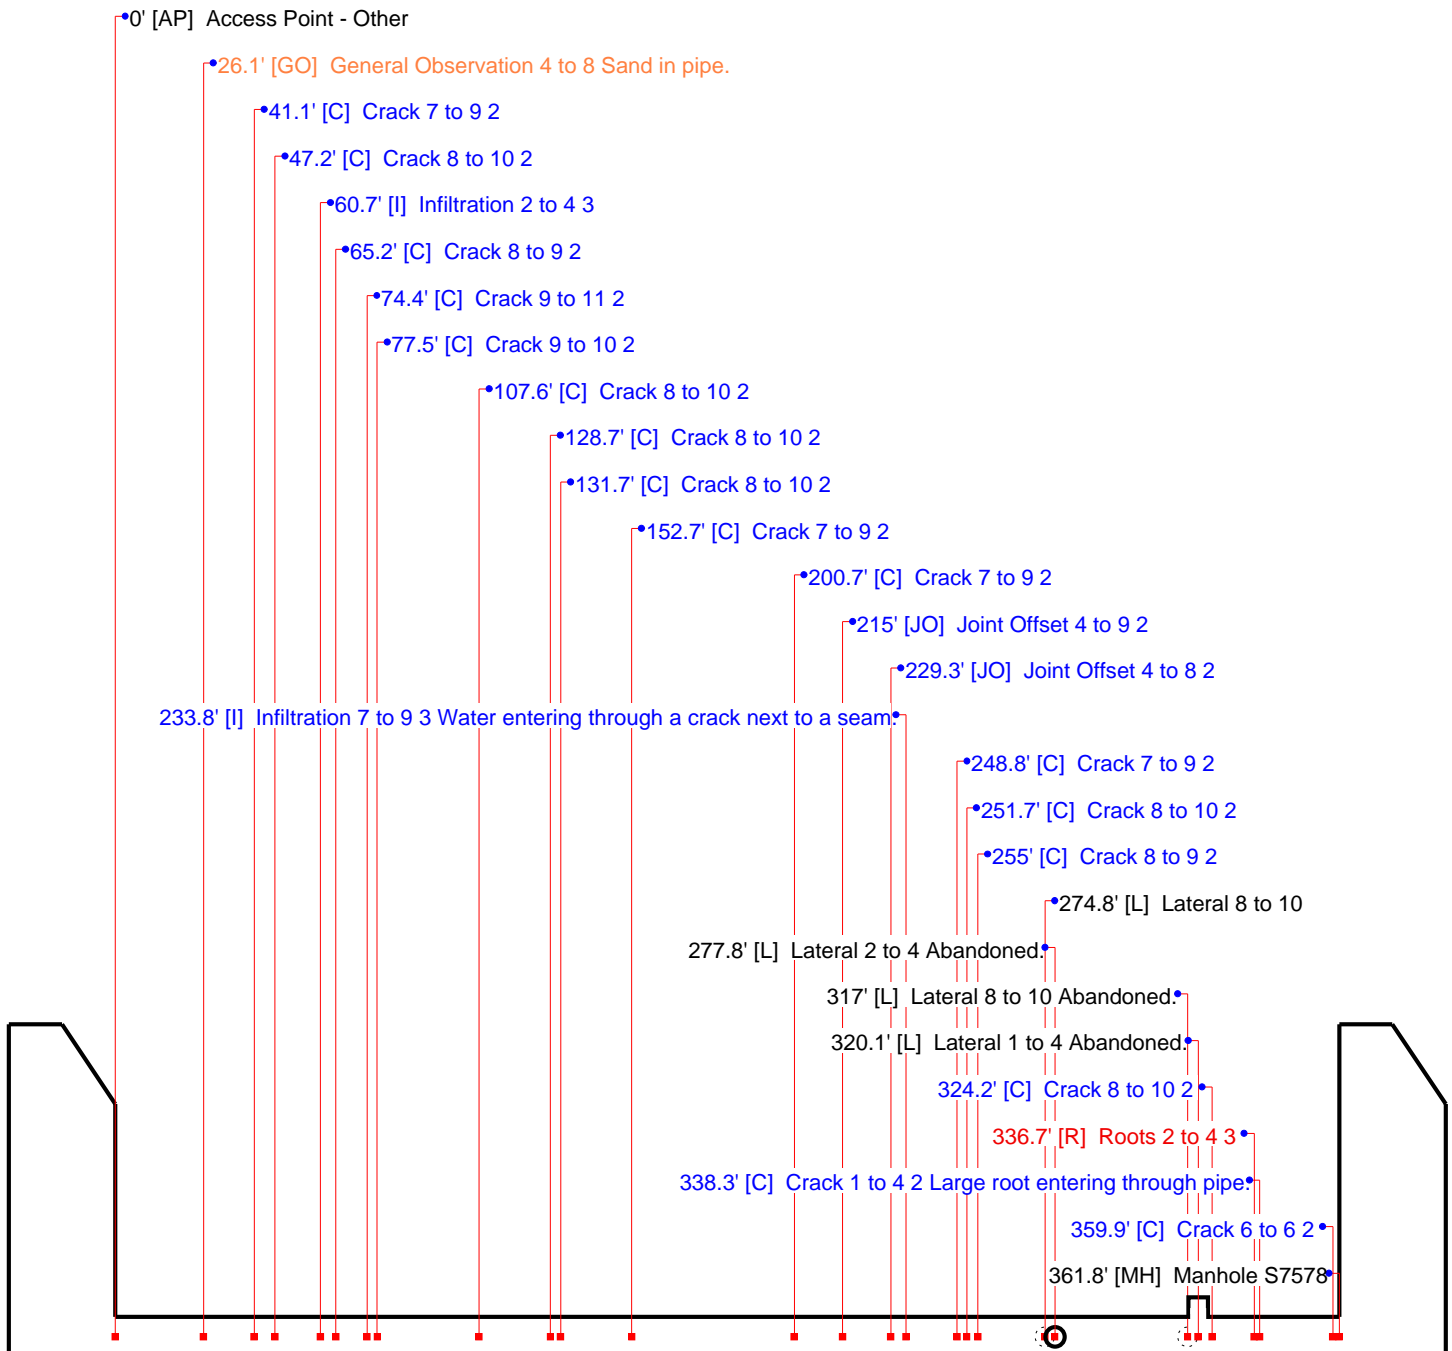 0' [AP] Access Point - Other
26.1' [GO] General Observation 4 to 8 Sand in pipe.
41.1' [C] Crack 7 to 9 2
47.2' [C] Crack 8 to 10 2
60.7' [I] Infiltration 2 to 4 3
65.2' [C] Crack 8 to 9 2
74.4' [C] Crack 9 to 11 2
77.5' [C] Crack 9 to 10 2
107.6' [C] Crack 8 to 10 2
128.7' [C] Crack 8 to 10 2
131.7' [C] Crack 8 to 10 2
152.7' [C] Crack 7 to 9 2
200.7' [C] Crack 7 to 9 2
215' [JO] Joint Offset 4 to 9 2
229.3' [JO] Joint Offset 4 to 8 2
233.8' [I] Infiltration 7 to 9 3 Water entering through a crack next to a seam.
248.8' [C] Crack 7 to 9 2
251.7' [C] Crack 8 to 10 2
255' [C] Crack 8 to 9 2
274.8' [L] Lateral 8 to 10
277.8' [L] Lateral 2 to 4 Abandoned.
317' [L] Lateral 8 to 10 Abandoned.
320.1' [L] Lateral 1 to 4 Abandoned.
324.2' [C] Crack 8 to 10 2
336.7' [R] Roots 2 to 4 3
338.3' [C] Crack 1 to 4 2 Large root entering through pipe.
359.9' [C] Crack 6 to 6 2
361.8' [MH] Manhole S7578